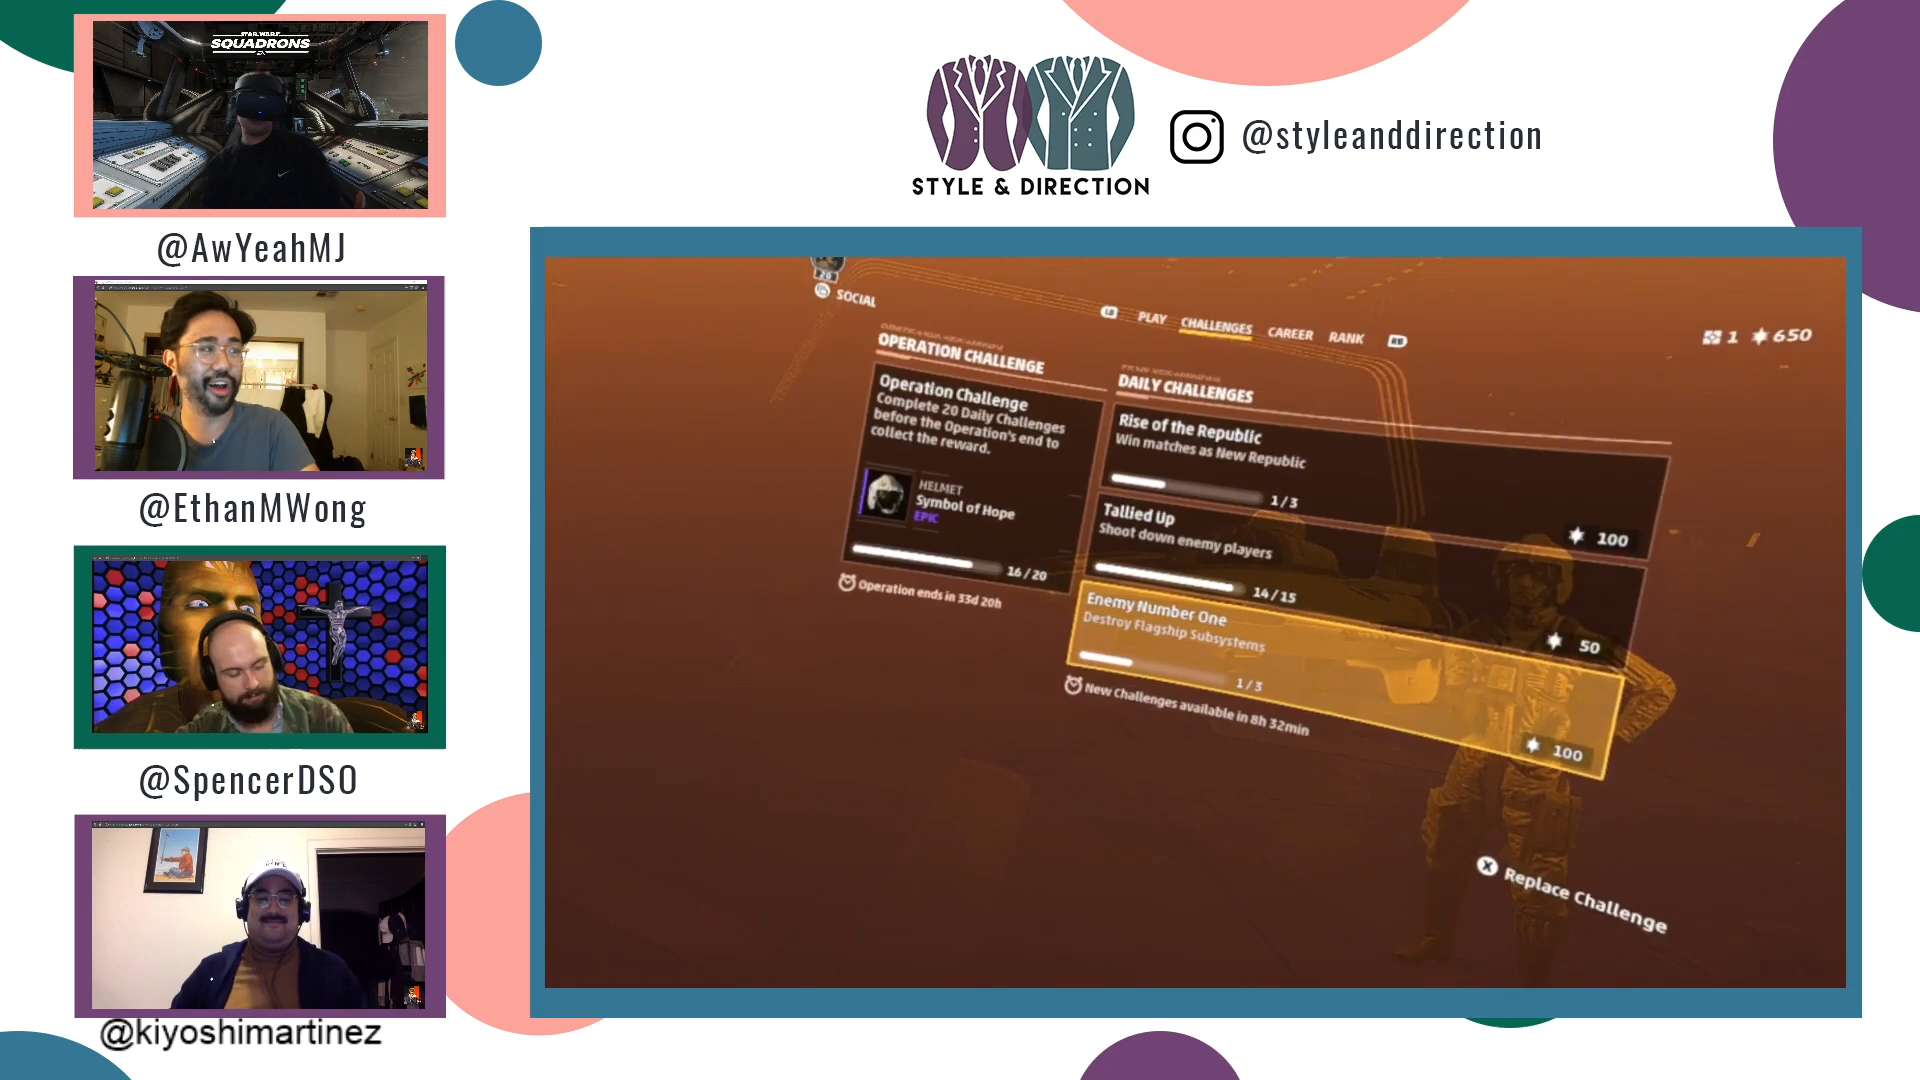 STAR WARS
SQUADRONS
@AwYeahMJ
@EthanMWong
@SpencerDSO
@kiyoshimartinez
STYLE & DIRECTION
@styleanddirection
20
SOCIAL
LB PLAY CHALLENGES CAREER RANK RB
1 650
OPERATION CHALLENGE
Operation Challenge
Complete 20 Daily Challenges
before the Operation's end to
collect the reward.
HELMET
Symbol of Hope
EPIC
16/20
Operation ends in 33d 20h
DAILY CHALLENGES
Rise of the Republic
Win matches as New Republic
1/3
100
Tallied Up
Shoot down enemy players
14/15
50
Enemy Number One
Destroy Flagship Subsystems
1/3
100
New Challenges available in 8h 32min
X Replace Challenge